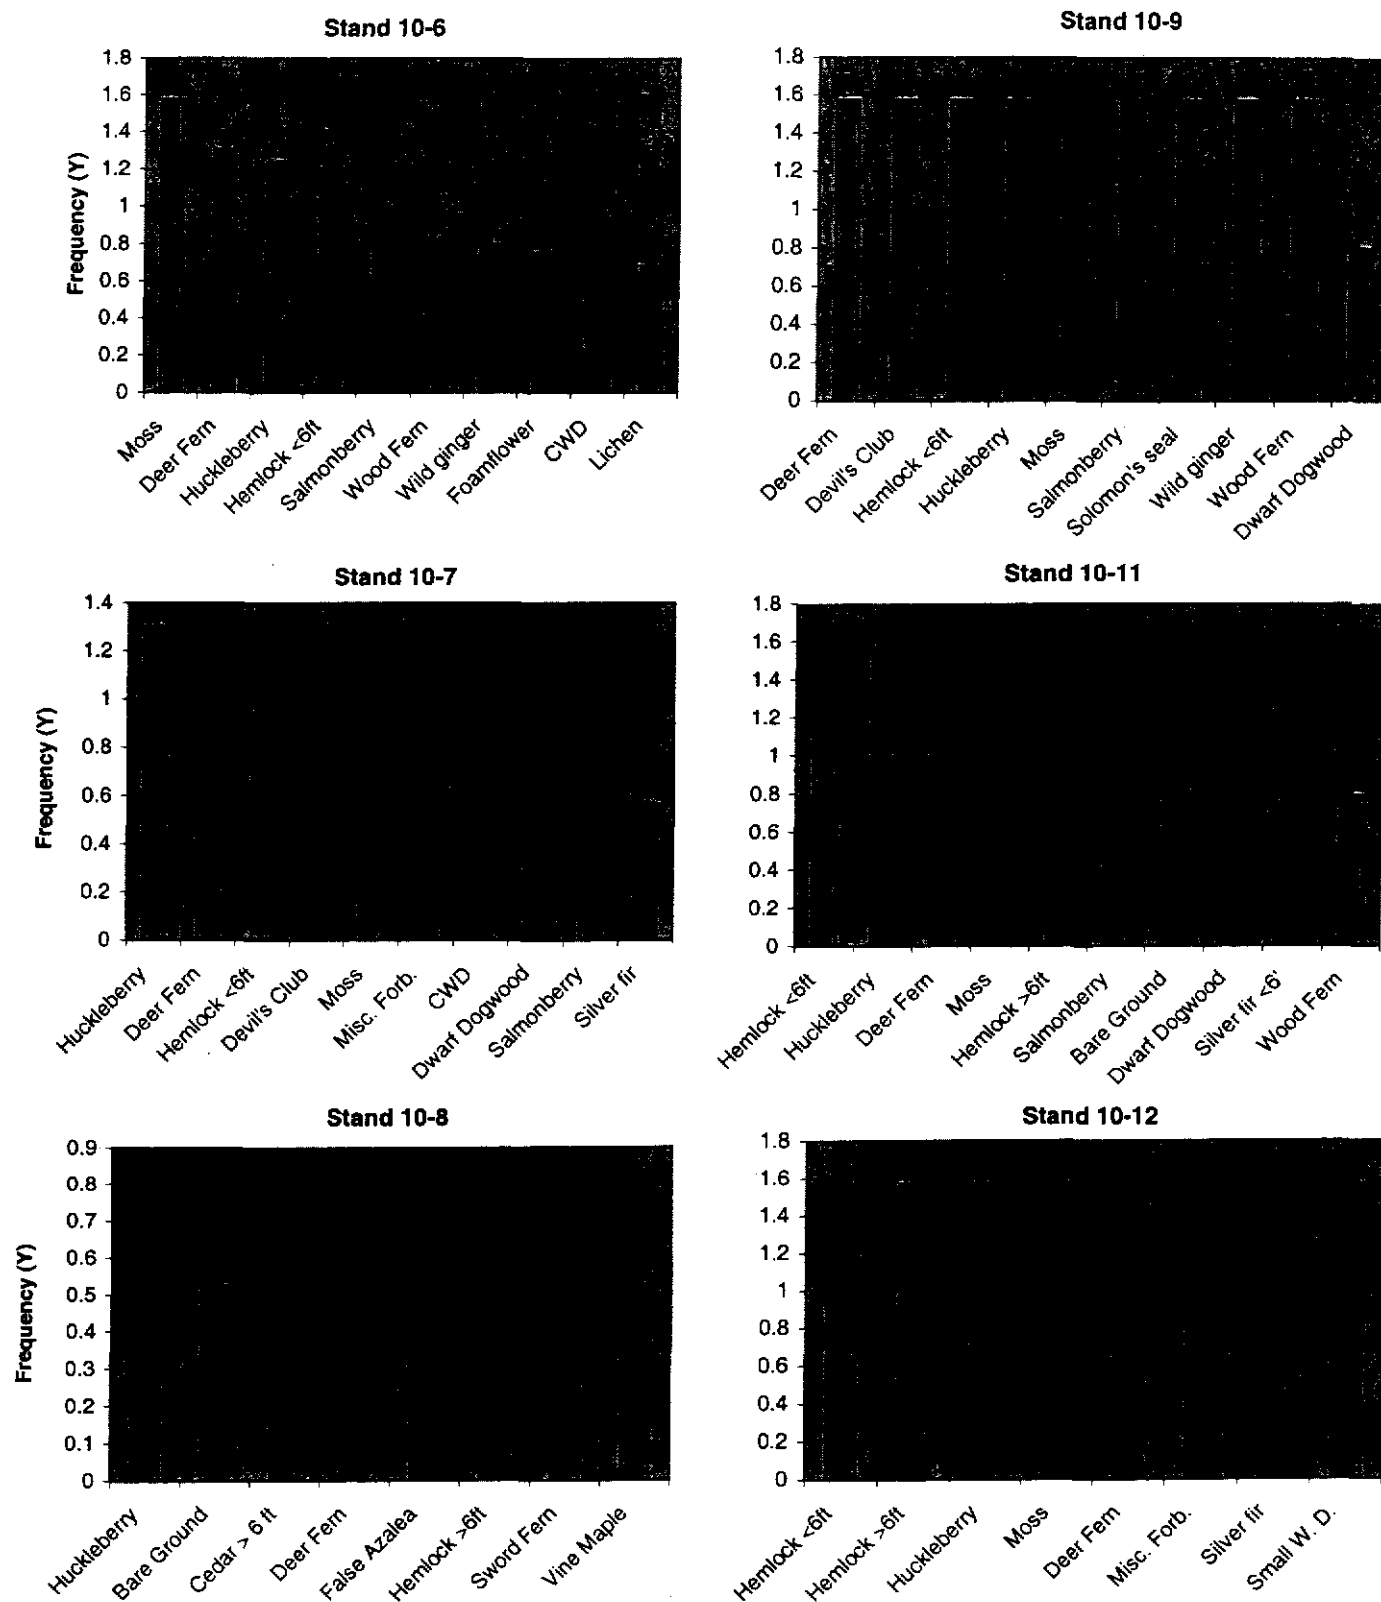 Stand 10-6
Frequency (Y)
1.8
1.6
1.4
1.2
1
0.8
0.6
0.4
0.2
0
Moss
Deer Fern
Huckleberry
Hemlock <6ft
Salmonberry
Wood Fern
Wild ginger
Foamflower
CWD
Lichen
Stand 10-9
1.8
1.6
1.4
1.2
1
0.8
0.6
0.4
0.2
0
Deer Fern
Devil's Club
Hemlock <6ft
Huckleberry
Moss
Salmonberry
Solomon's seal
Wild ginger
Wood Fern
Dwarf Dogwood
Stand 10-7
Frequency (Y)
1.4
1.2
1
0.8
0.6
0.4
0.2
0
Huckleberry
Deer Fern
Hemlock <6ft
Devil's Club
Moss
Misc. Forb.
CWD
Dwarf Dogwood
Salmonberry
Silver fir
Stand 10-11
1.8
1.6
1.4
1.2
1
0.8
0.6
0.4
0.2
0
Hemlock <6ft
Huckleberry
Deer Fern
Moss
Hemlock >6ft
Salmonberry
Bare Ground
Dwarf Dogwood
Silver fir <6'
Wood Fern
Stand 10-8
Frequency (Y)
0.9
0.8
0.7
0.6
0.5
0.4
0.3
0.2
0.1
0
Huckleberry
Bare Ground
Cedar > 6 ft
Deer Fern
False Azalea
Hemlock >6ft
Sword Fern
Vine Maple
Stand 10-12
1.8
1.6
1.4
1.2
1
0.8
0.6
0.4
0.2
0
Hemlock <6ft
Hemlock >6ft
Huckleberry
Moss
Deer Fern
Misc. Forb.
Silver fir
Small W. D.